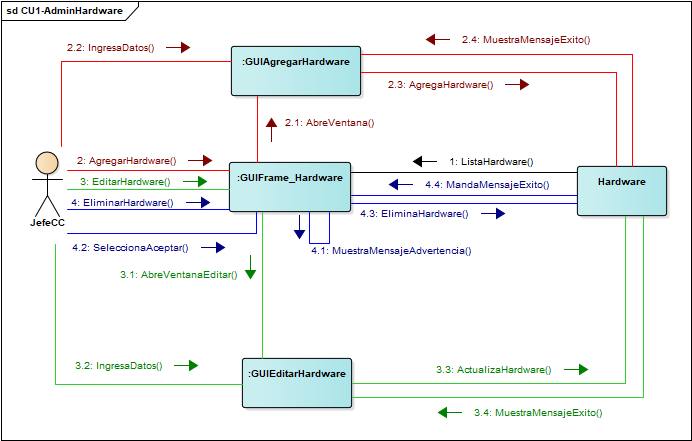 sd CU1-AdminHardware
2.2: IngresaDatos()
:GUIAgregarHardware
2.4: MuestraMensajeExito()
2.3: AgregaHardware()
2.1: AbreVentana()
2: AgregarHardware()
3: EditarHardware()
4: EliminarHardware()
JefeCC
4.2: SeleccionaAceptar()
:GUIFrame_Hardware
1: ListaHardware()
4.4: MandaMensajeExito()
4.3: EliminaHardware()
Hardware
4.1: MuestraMensajeAdvertencia()
3.1: AbreVentanaEditar()
3.2: IngresaDatos()
:GUIEditarHardware
3.3: ActualizaHardware()
3.4: MuestraMensajeExito()